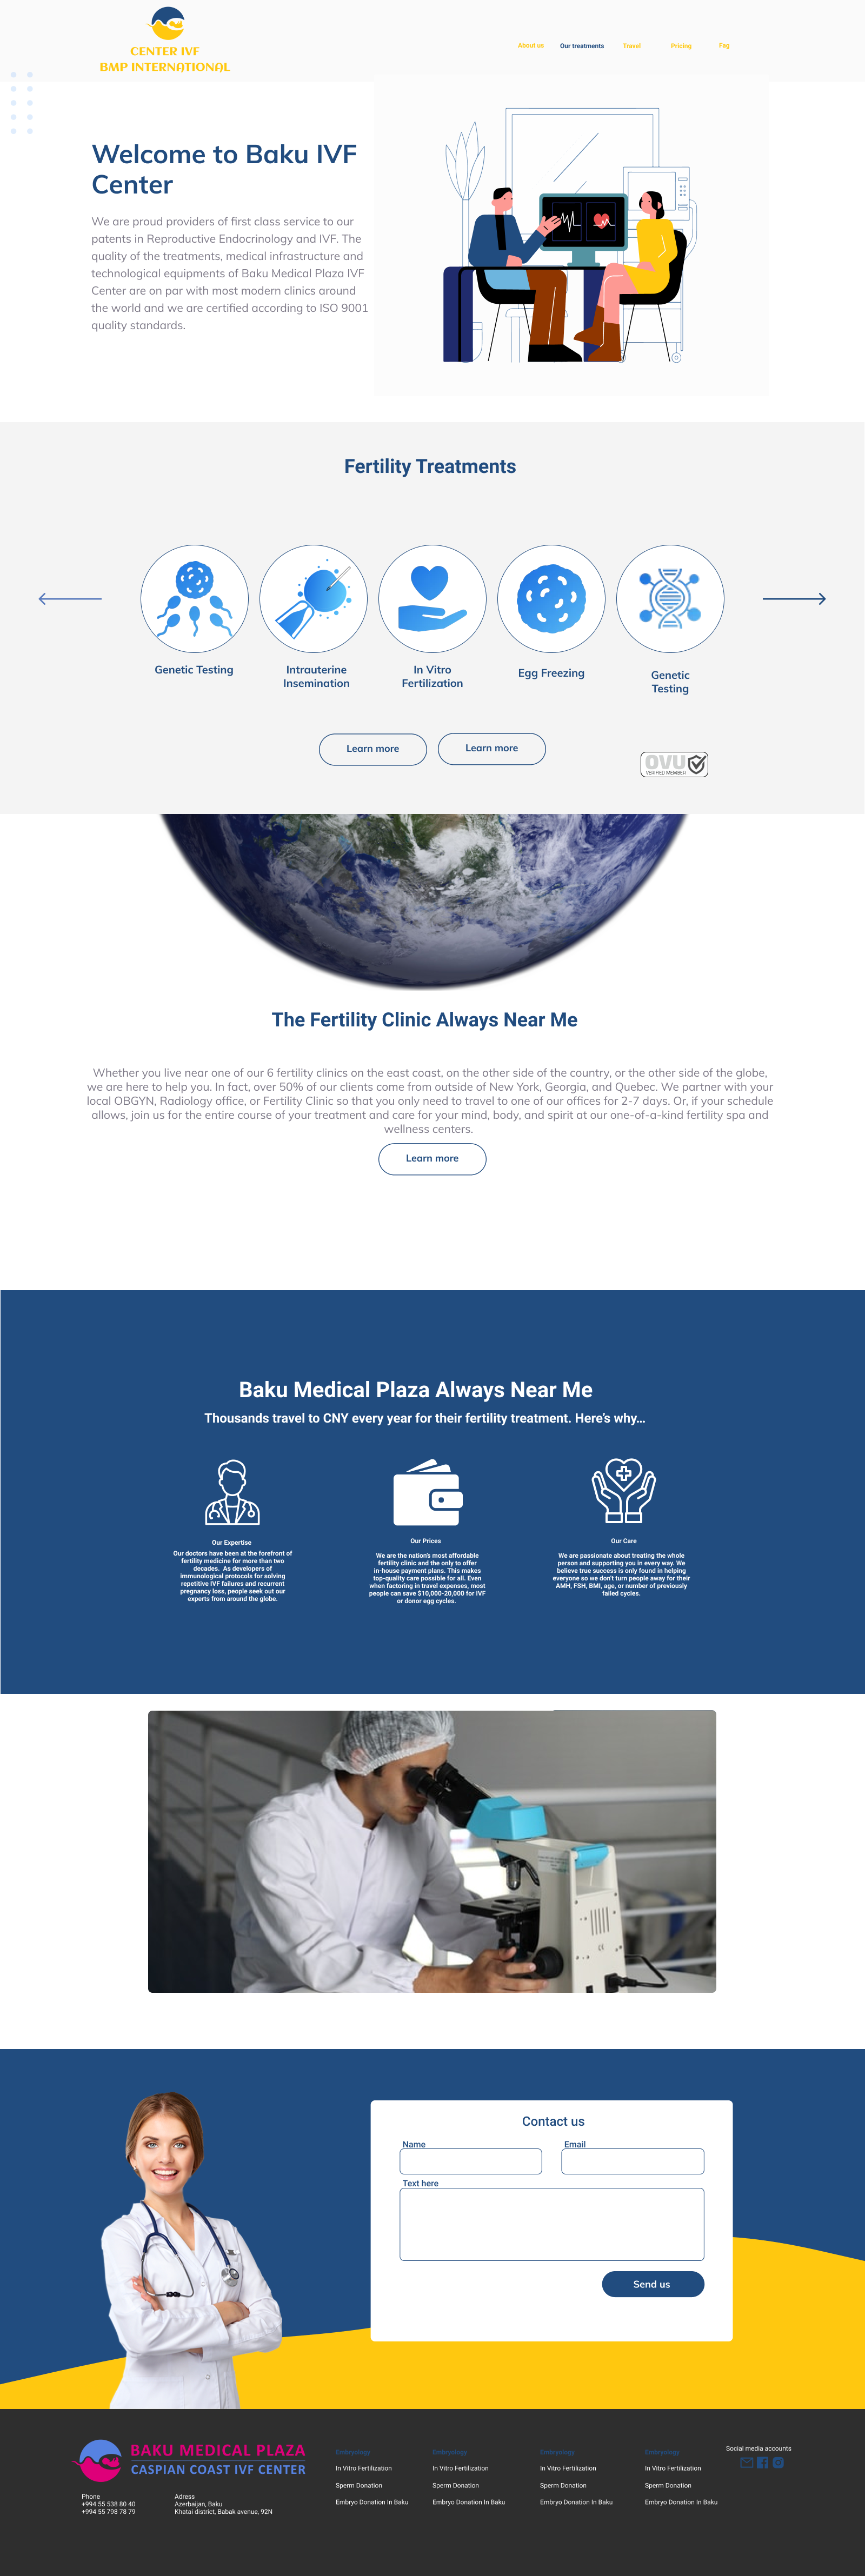 CENTER IVF
BMP INTERNATIONAL
About us
Our treatments
Travel
Pricing
Fag
Welcome to Baku IVF
Center
We are proud providers of first class service to our
patents in Reproductive Endocrinology and IVF. The
quality of the treatments, medical infrastructure and
technological equipments of Baku Medical Plaza IVF
Center are on par with most modern clinics around
the world and we are certified according to ISO 9001
quality standards.
Fertility Treatments
Genetic Testing
Intrauterine
Insemination
In Vitro
Fertilization
Egg Freezing
Genetic
Testing
Learn more
Learn more
OVU
VERIFIED MEMBER
The Fertility Clinic Always Near Me
Whether you live near one of our 6 fertility clinics on the east coast, on the other side of the country, or the other side of the globe,
we are here to help you. In fact, over 50% of our clients come from outside of New York, Georgia, and Quebec. We partner with your
local OBGYN, Radiology office, or Fertility Clinic so that you only need to travel to one of our offices for 2-7 days. Or, if your schedule
allows, join us for the entire course of your treatment and care for your mind, body, and spirit at our one-of-a-kind fertility spa and
wellness centers.
Learn more
Baku Medical Plaza Always Near Me
Thousands travel to CNY every year for their fertility treatment. Here's why...
Our Expertise
Our doctors have been at the forefront of
fertility medicine for more than two
decades. As developers of
immunological protocols for solving
repetitive IVF failures and recurrent
pregnancy loss, people seek out our
experts from around the globe.
Our Prices
We are the nation's most affordable
fertility clinic and the only to offer
in-house payment plans. This makes
top-quality care possible for all. Even
when factoring in travel expenses, most
people can save $10,000-20,000 for IVF
or donor egg cycles.
Our Care
We are passionate about treating the whole
person and supporting you in every way. We
believe true success is only found in helping
everyone so we don't turn people away for their
AMH, FSH, BMI, age, or number of previously
failed cycles.
Contact us
Name
Email
Text here
Send us
BAKU MEDICAL PLAZA
CASPIAN COAST IVF CENTER
Phone
+994 55 538 80 40
+994 55 798 78 79
Adress
Azerbaijan, Baku
Khatai district, Babak avenue, 92N
Embryology
In Vitro Fertilization
Sperm Donation
Embryo Donation In Baku
Embryology
In Vitro Fertilization
Sperm Donation
Embryo Donation In Baku
Embryology
In Vitro Fertilization
Sperm Donation
Embryo Donation In Baku
Embryology
In Vitro Fertilization
Sperm Donation
Embryo Donation In Baku
Social media accounts